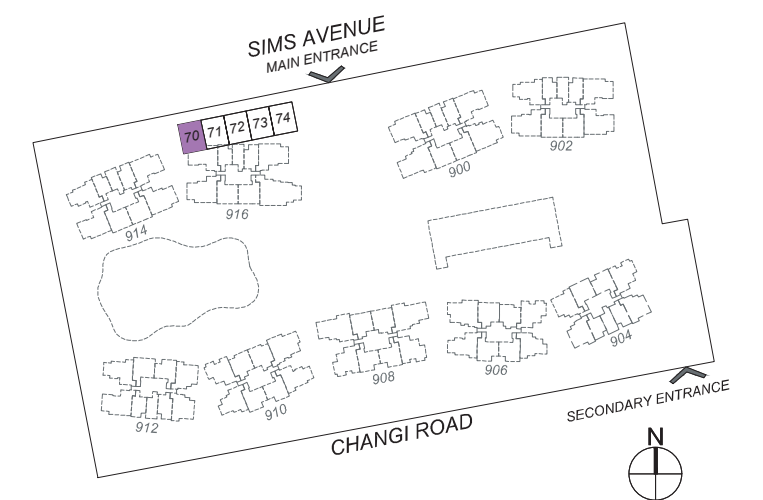 SIMS AVENUE
MAIN ENTRANCE
70 71 72 73 74
902
900
916
914
904
906
908
910
912
SECONDARY ENTRANCE
CHANGI ROAD
N